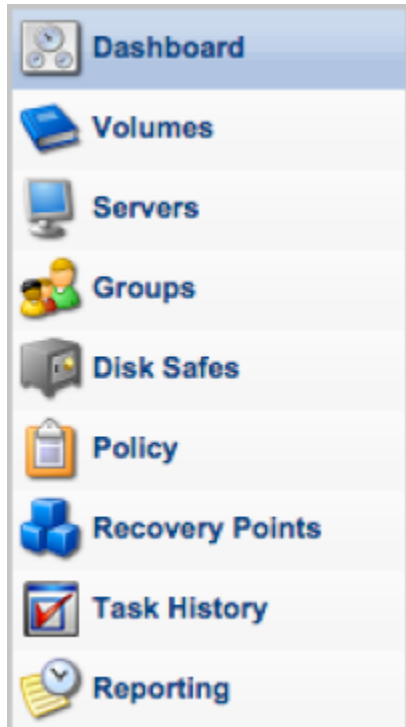 Dashboard
Volumes
Servers
Groups
Disk Safes
Policy
Recovery Points
Task History
Reporting